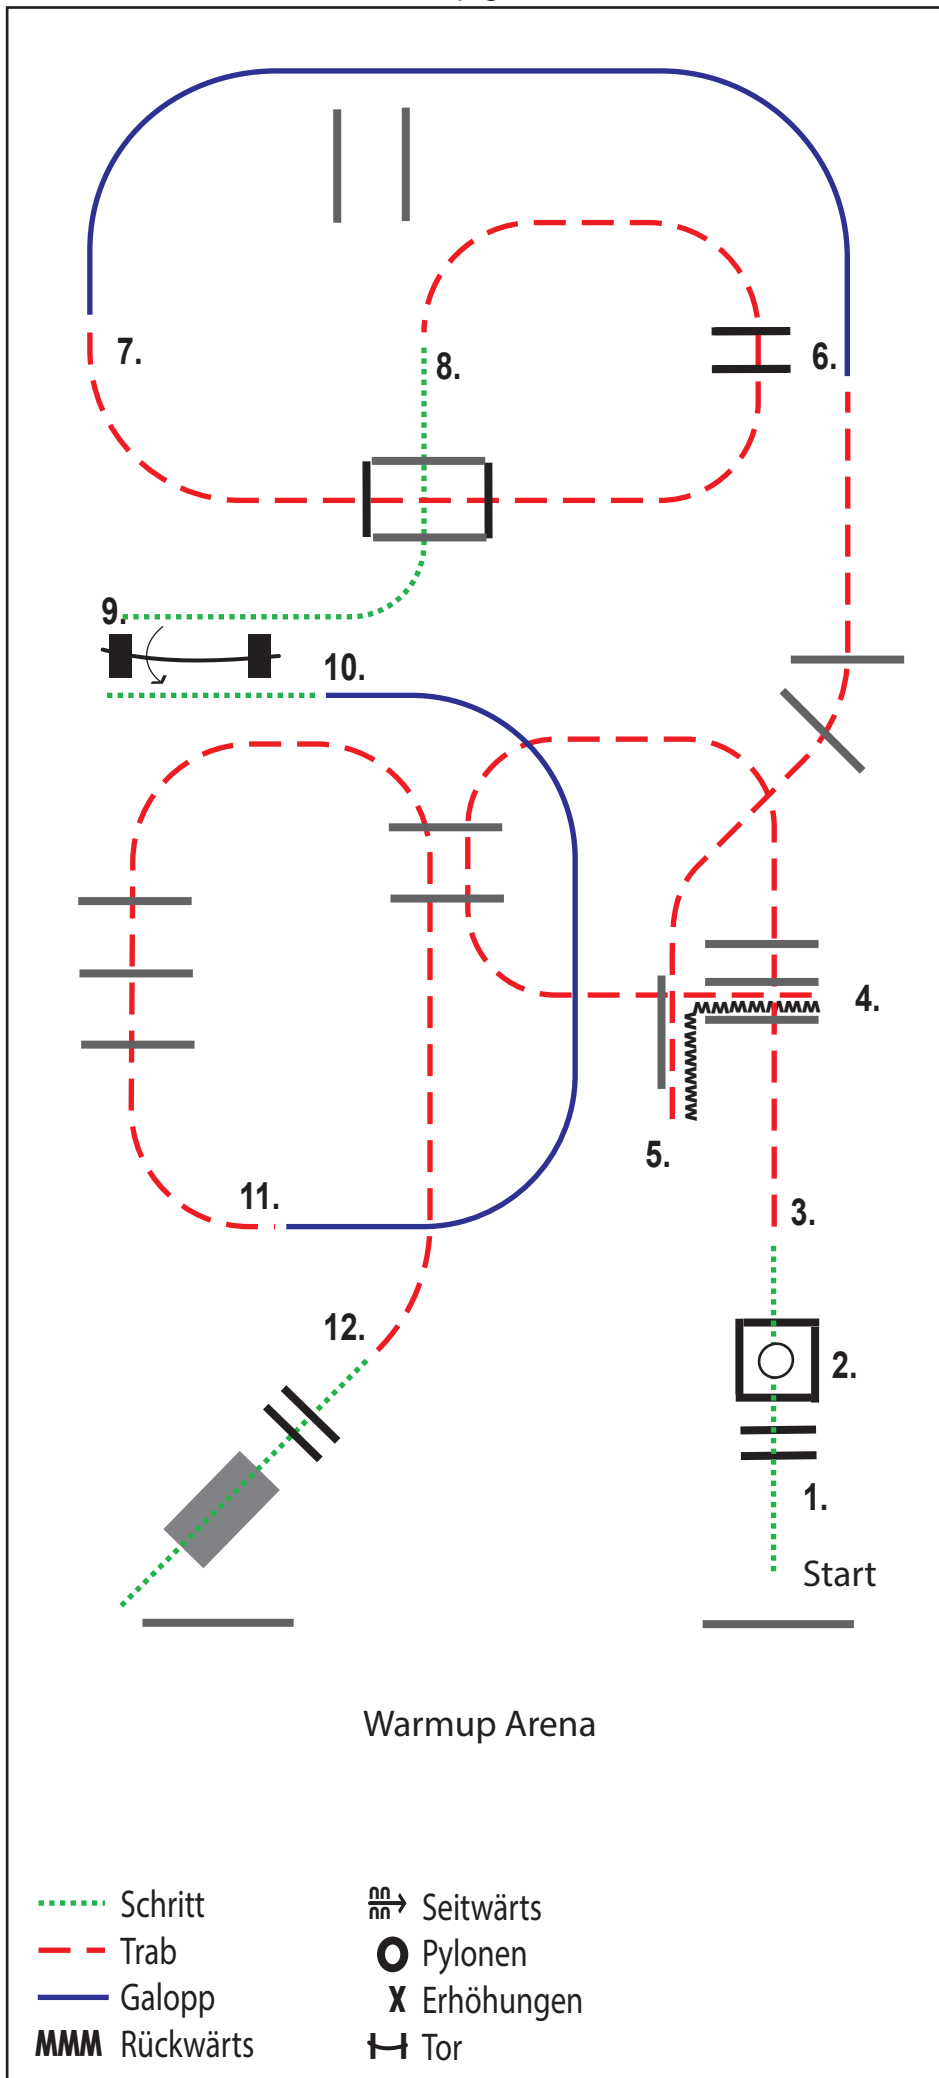 7.
8.
6.
9.
10.
4.
5.
11.
3.
12.
2.
1.
Start
Warmup Arena
Schritt
Trab
Galopp
MMM Rückwärts
Seitwärts
Pylonen
X Erhöhungen
Tor